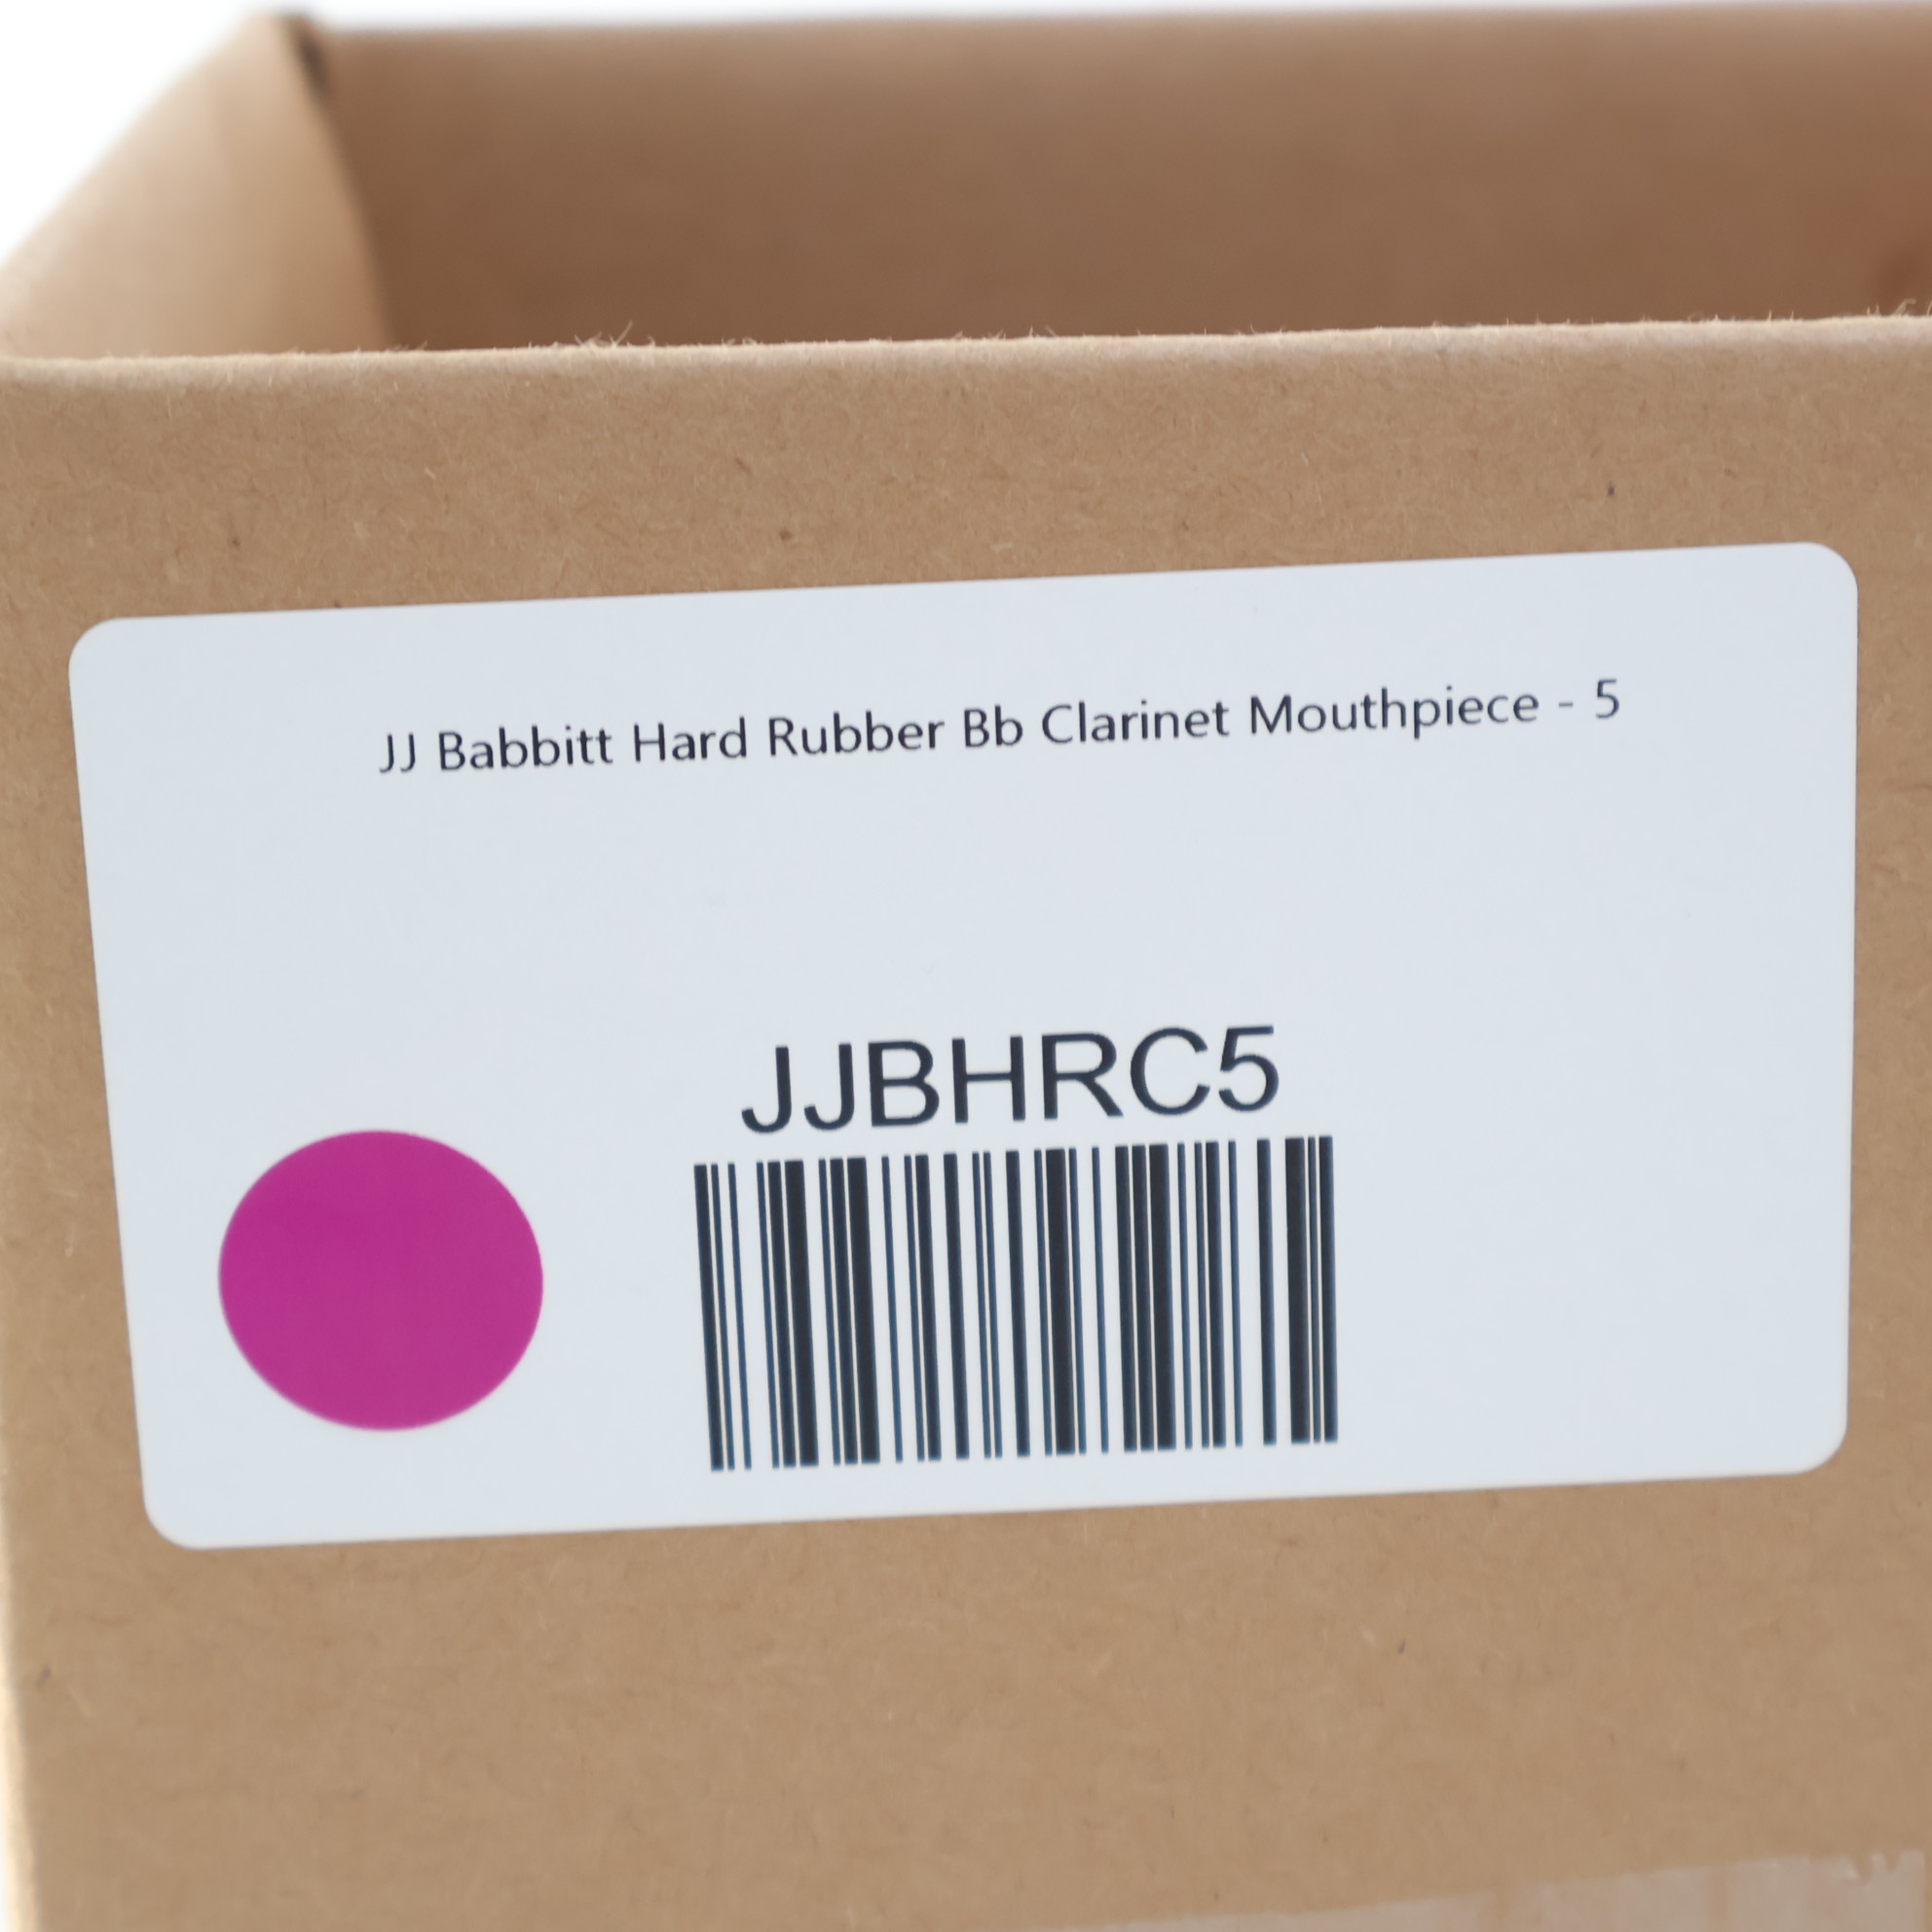 JJ Babbitt Hard Rubber Bb Clarinet Mouthpiece - 5
JJBHRC5